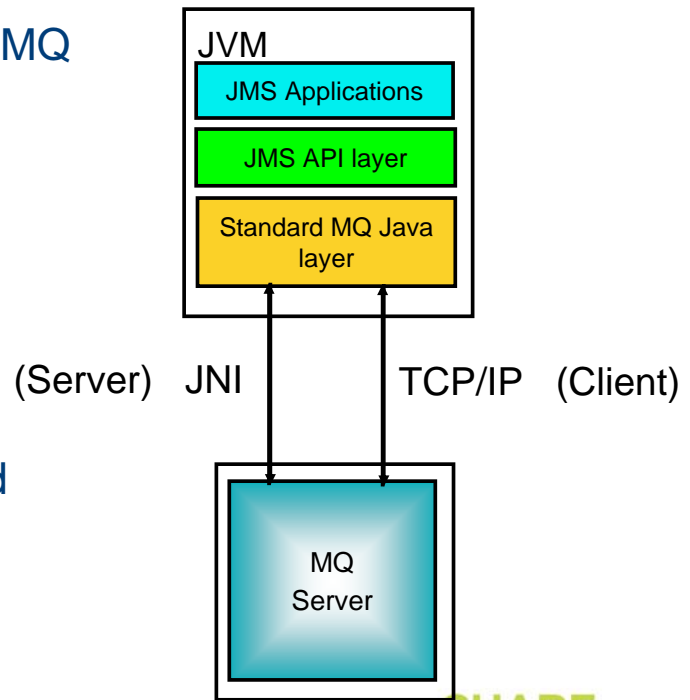 MQ
JVM
JMS Applications
JMS API layer
Standard MQ Java
layer
(Server) JNI TCP/IP (Client)
MQ
Server